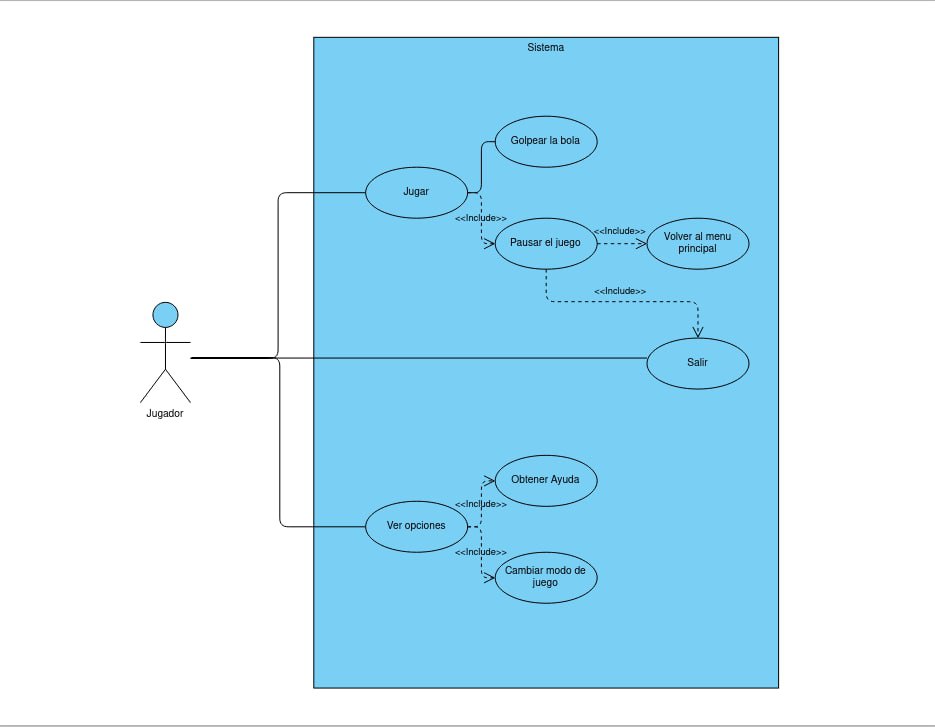 Sistema
Golpear la bola
Jugar
<<Include>>
Pausar el juego
<<Include>>
Volver al menu
principal
<<Include>>
Salir
Jugador
Obtener Ayuda
<<Include>>
Ver opciones
<<Include>>
Cambiar modo de
juego